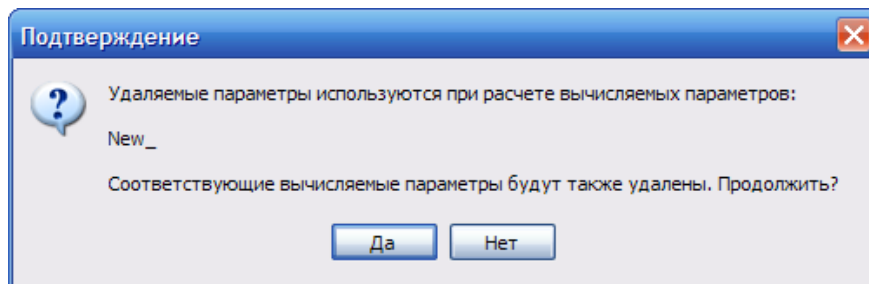 Подтверждение
Удаляемые параметры используются при расчете вычисляемых параметров:
New_
Соответствующие вычисляемые параметры будут также удалены. Продолжить?
Да
Нет